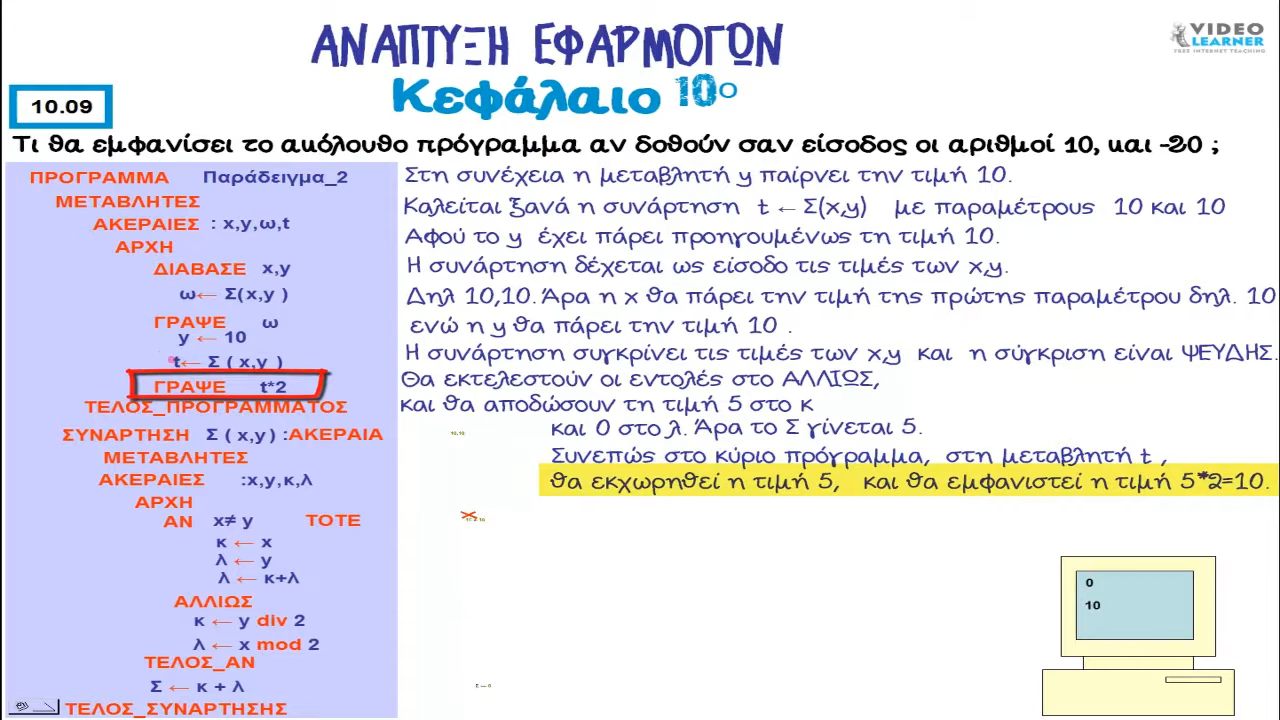 ΑΝΑΠΤΥΞΗ ΕΦΑΡΜΟΓΩΝ
VIDEO
LEARNER
FREE INTERNET TEACHING
Κεφάλαιο 10ο
10.09
Τι θα εμφανίσει το ακόλουθο πρόγραμμα αν δοθούν σαν είσοδος οι αριθμοί 10, και -20 ;
ΠΡΟΓΡΑΜΜΑ Παράδειγμα_2
ΜΕΤΑΒΛΗΤΕΣ
ΑΚΕΡΑΙΕΣ : x,y,ω,t
ΑΡΧΗ
ΔΙΑΒΑΣΕ x,y
ω← Σ(x,y )
ΓΡΑΨΕ ω
y ← 10
t← Σ ( x,y )
ΓΡΑΨΕ t*2
ΤΕΛΟΣ_ΠΡΟΓΡΑΜΜΑΤΟΣ
ΣΥΝΑΡΤΗΣΗ Σ ( x,y ) :ΑΚΕΡΑΙΑ
ΜΕΤΑΒΛΗΤΕΣ
ΑΚΕΡΑΙΕΣ :x,y,κ,λ
ΑΡΧΗ
ΑΝ x≠ y ΤΟΤΕ
κ ← x
λ ← y
λ ← κ+λ
ΑΛΛΙΩΣ
κ ← y div 2
λ ← x mod 2
ΤΕΛΟΣ_ΑΝ
Σ ← κ + λ
ΤΕΛΟΣ_ΣΥΝΑΡΤΗΣΗΣ
Στη συνέχεια η μεταβλητή y παίρνει την τιμή 10.
Καλείται ξανά η συνάρτηση t ← Σ(x,y) με παραμέτρους 10 και 10
Αφού το y έχει πάρει προηγουμένως τη τιμή 10.
Η συνάρτηση δέχεται ως είσοδο τις τιμές των x,y.
Δηλ 10,10. Άρα η x θα πάρει την τιμή της πρώτης παραμέτρου δηλ. 10
ενώ η y θα πάρει την τιμή 10 .
Η συνάρτηση συγκρίνει τις τιμές των x,y και η σύγκριση είναι ΨΕΥΔΗΣ.
Θα εκτελεστούν οι εντολές στο ΑΛΛΙΩΣ,
και θα αποδώσουν τη τιμή 5 στο κ
και 0 στο λ. Άρα το Σ γίνεται 5.
Συνεπώς στο κύριο πρόγραμμα, στη μεταβλητή t ,
θα εκχωρηθεί η τιμή 5, και θα εμφανιστεί η τιμή 5*2=10.
10,10
0
10